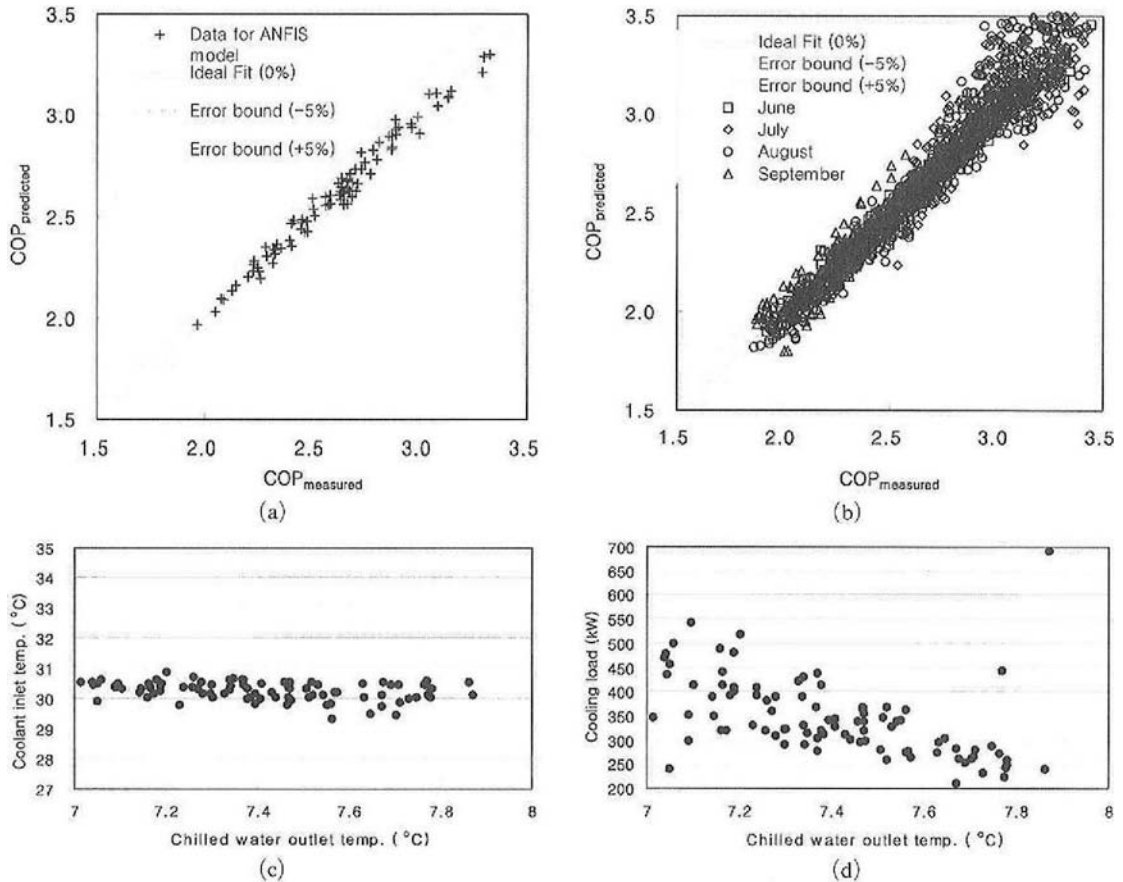 3.5
+ Data for ANFIS
model
Ideal Fit (0%)
Error bound (−5%)
Error bound (+5%)
3.0
2.5
2.0
1.5
COPpredicted
1.5 2.0 2.5 3.0 3.5
COPmeasured
(a)
3.5
Ideal Fit (0%)
Error bound (−5%)
Error bound (+5%)
□ June
◇ July
○ August
△ September
3.0
2.5
2.0
1.5
COPpredicted
1.5 2.0 2.5 3.0 3.5
COPmeasured
(b)
35
34
33
32
31
30
29
28
27
Coolant inlet temp. (°C)
7 7.2 7.4 7.6 7.8 8
Chilled water outlet temp. (°C)
(c)
700
650
600
550
500
450
400
350
300
250
200
Cooling load (kW)
7 7.2 7.4 7.6 7.8 8
Chilled water outlet temp. (°C)
(d)